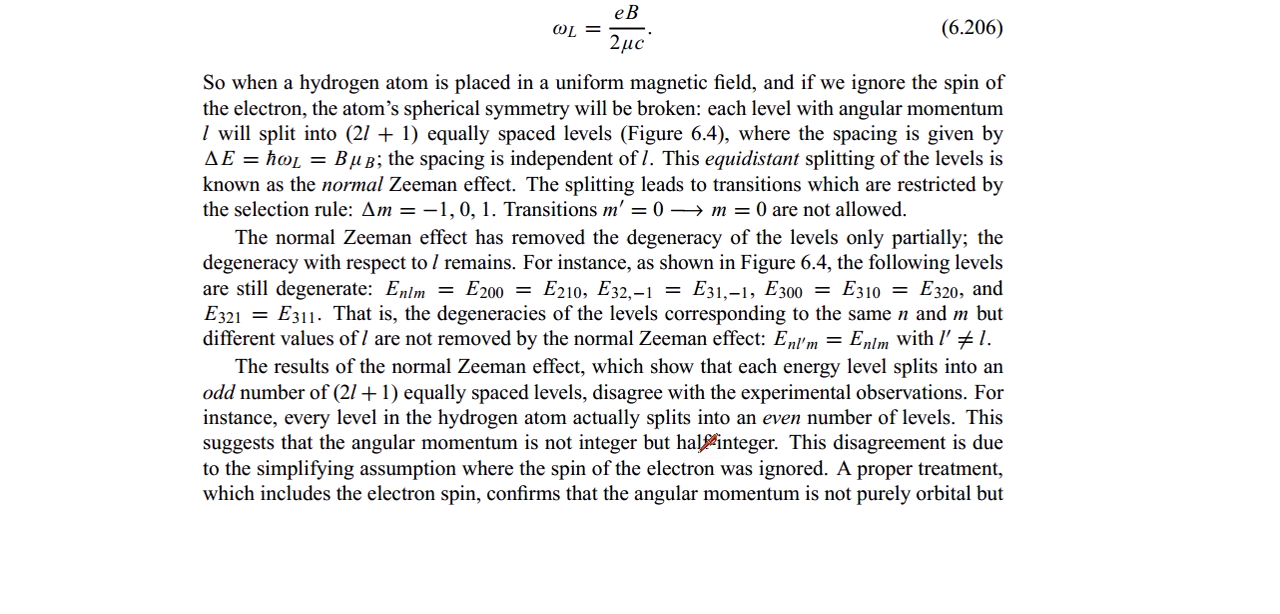 ω_L = eB / 2μc. (6.206)
So when a hydrogen atom is placed in a uniform magnetic field, and if we ignore the spin of
the electron, the atom's spherical symmetry will be broken: each level with angular momentum
l will split into (2l + 1) equally spaced levels (Figure 6.4), where the spacing is given by
ΔE = ℏω_L = Bμ_B; the spacing is independent of l. This equidistant splitting of the levels is
known as the normal Zeeman effect. The splitting leads to transitions which are restricted by
the selection rule: Δm = −1, 0, 1. Transitions m′ = 0 ⟶ m = 0 are not allowed.
The normal Zeeman effect has removed the degeneracy of the levels only partially; the
degeneracy with respect to l remains. For instance, as shown in Figure 6.4, the following levels
are still degenerate: E_nlm = E_200 = E_210, E_32,−1 = E_31,−1, E_300 = E_310 = E_320, and
E_321 = E_311. That is, the degeneracies of the levels corresponding to the same n and m but
different values of l are not removed by the normal Zeeman effect: E_nl′m = E_nlm with l′ ≠ l.
The results of the normal Zeeman effect, which show that each energy level splits into an
odd number of (2l + 1) equally spaced levels, disagree with the experimental observations. For
instance, every level in the hydrogen atom actually splits into an even number of levels. This
suggests that the angular momentum is not integer but half-integer. This disagreement is due
to the simplifying assumption where the spin of the electron was ignored. A proper treatment,
which includes the electron spin, confirms that the angular momentum is not purely orbital but